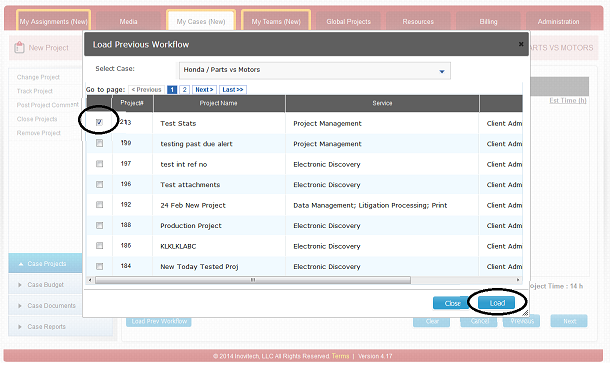 My Assignments (New)
Media
My Cases (New)
My Teams (New)
Global Projects
Resources
Billing
Administration
New Project
PARTS VS MOTORS
Load Previous Workflow
Select Case:
Honda / Parts vs Motors
Change Project
Track Project
Post Project Comment
Close Projects
Remove Project
Go to page:
< Previous
1
2
Next >
Last >>
Est Time (h)
Project#
Project Name
Service
213 Test Stats Project Management Client Adm
199 testing past due alert Project Management Client Adm
197 test int ref no Electronic Discovery Client Adm
196 Test attachments Electronic Discovery Client Adm
192 24 Feb New Project Data Management; Litigation Processing; Print Client Adm
188 Production Project Electronic Discovery Client Adm
186 KLKLKLABC Electronic Discovery Client Adm
184 New Today Tested Proj Electronic Discovery Client Adm
Case Projects
Case Budget
Case Documents
Case Reports
oject Time : 14 h
Close
Load
Load Prev Workflow
Clear
Cancel
Previous
Next
© 2014 Inovitech, LLC All Rights Reserved. Terms | Version 4.17